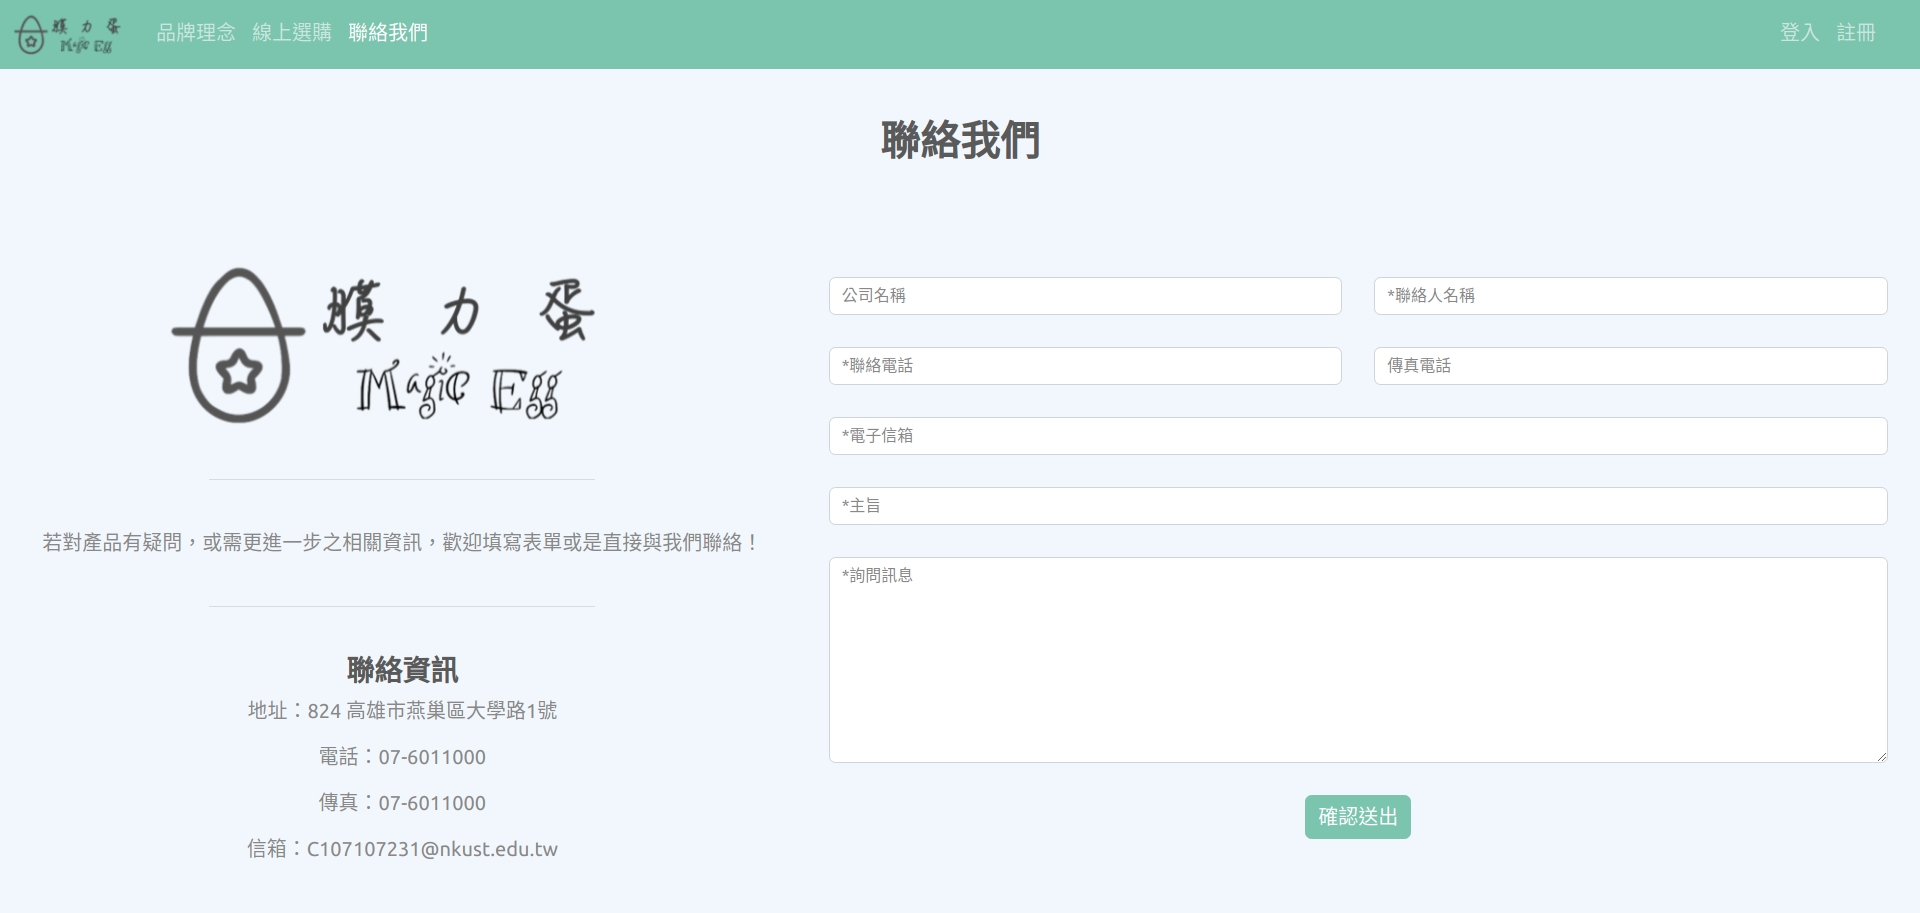 膜力蛋
Magic Egg
品牌理念 線上選購 聯絡我們
登入 註冊
聯絡我們
膜力蛋
Magic Egg
若對產品有疑問，或需更進一步之相關資訊，歡迎填寫表單或是直接與我們聯絡！
聯絡資訊
地址：824 高雄市燕巢區大學路1號
電話：07-6011000
傳真：07-6011000
信箱：C107107231@nkust.edu.tw
公司名稱
*聯絡人名稱
*聯絡電話
傳真電話
*電子信箱
*主旨
*詢問訊息
確認送出